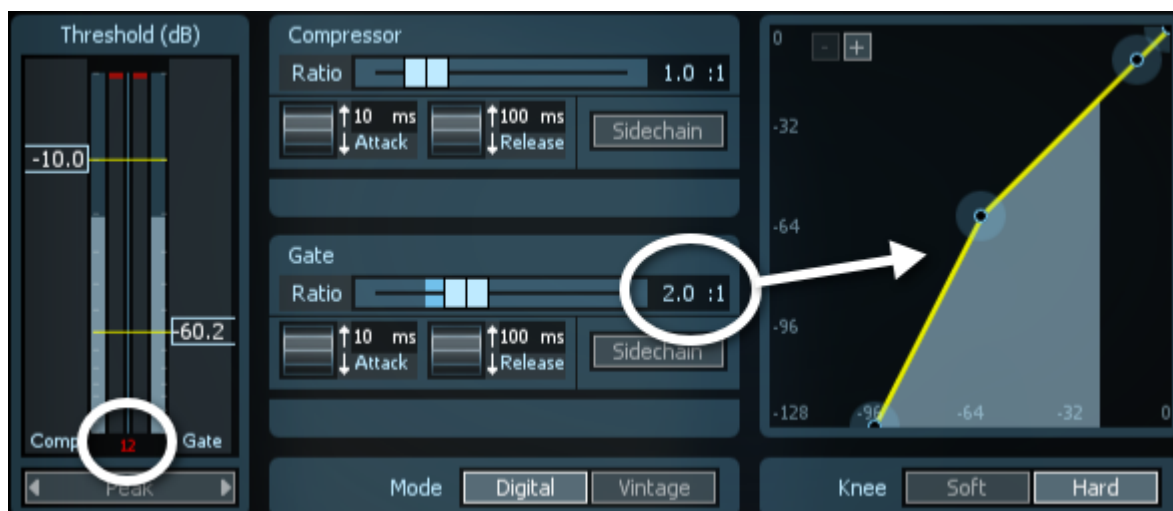 Threshold (dB)
-10.0
-60.2
Comp
12
Gate
Peak
Compressor
Ratio
1.0 :1
10 ms
Attack
100 ms
Release
Sidechain
Gate
Ratio
2.0 :1
10 ms
Attack
100 ms
Release
Sidechain
Mode
Digital
Vintage
0
- +
-32
-64
-96
-128
-96
-64
-32
0
Knee
Soft
Hard